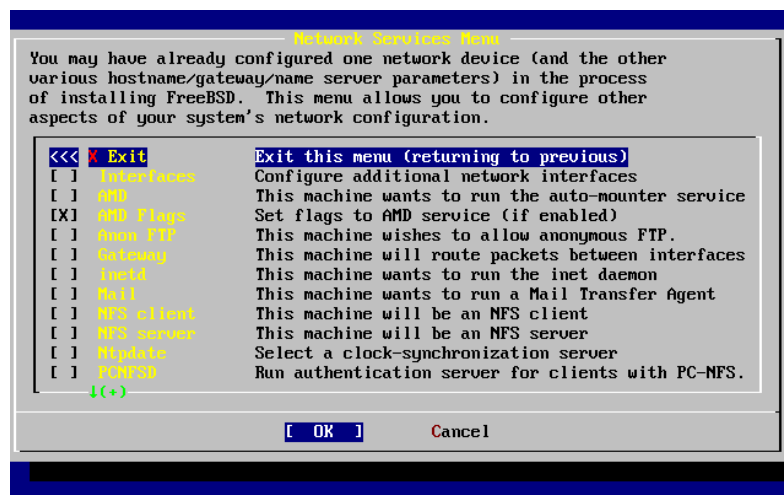 Network Services Menu
You may have already configured one network device (and the other
various hostname/gateway/name server parameters) in the process
of installing FreeBSD.  This menu allows you to configure other
aspects of your system's network configuration.
<<< X Exit Exit this menu (returning to previous)
[ ] Interfaces Configure additional network interfaces
[ ] AMD This machine wants to run the auto-mounter service
[X] AMD Flags Set flags to AMD service (if enabled)
[ ] Anon FTP This machine wishes to allow anonymous FTP.
[ ] Gateway This machine will route packets between interfaces
[ ] inetd This machine wants to run the inet daemon
[ ] Mail This machine wants to run a Mail Transfer Agent
[ ] NFS client This machine will be an NFS client
[ ] NFS server This machine will be an NFS server
[ ] Ntpdate Select a clock-synchronization server
[ ] PCNFSD Run authentication server for clients with PC-NFS.
↓(+)
[ OK ] Cancel